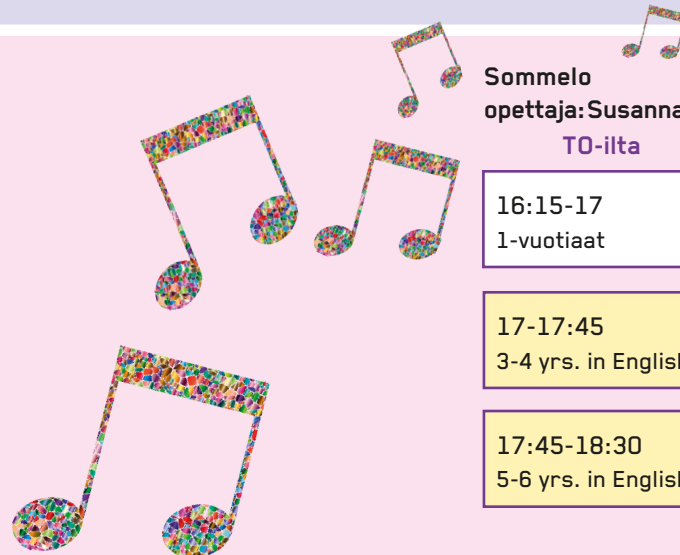 Sommelo
opettaja: Susanna
TO-ilta
16:15-17
1-vuotiaat
17-17:45
3-4 yrs. in English
17:45-18:30
5-6 yrs. in English